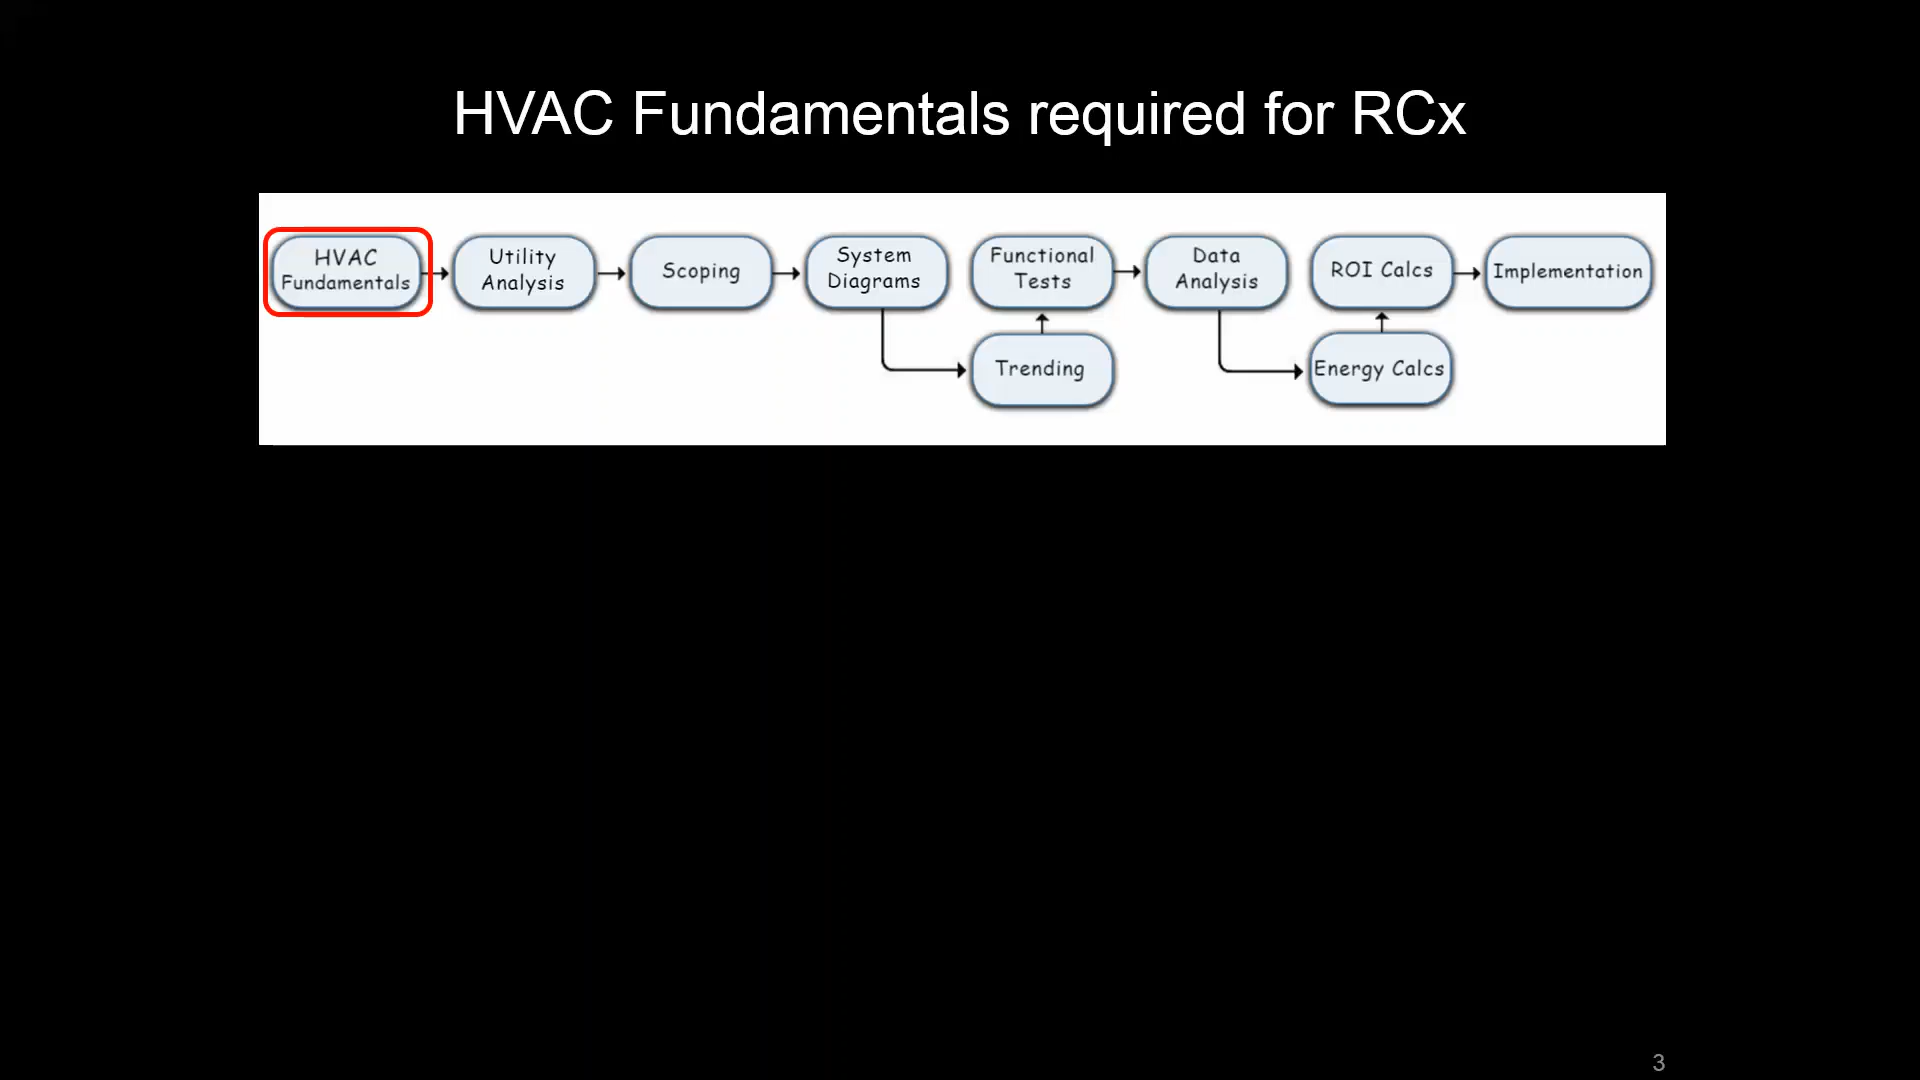 HVAC Fundamentals required for RCx
HVAC
Fundamentals
Utility
Analysis
Scoping
System
Diagrams
Functional
Tests
Data
Analysis
ROI Calcs
Implementation
Trending
Energy Calcs
3